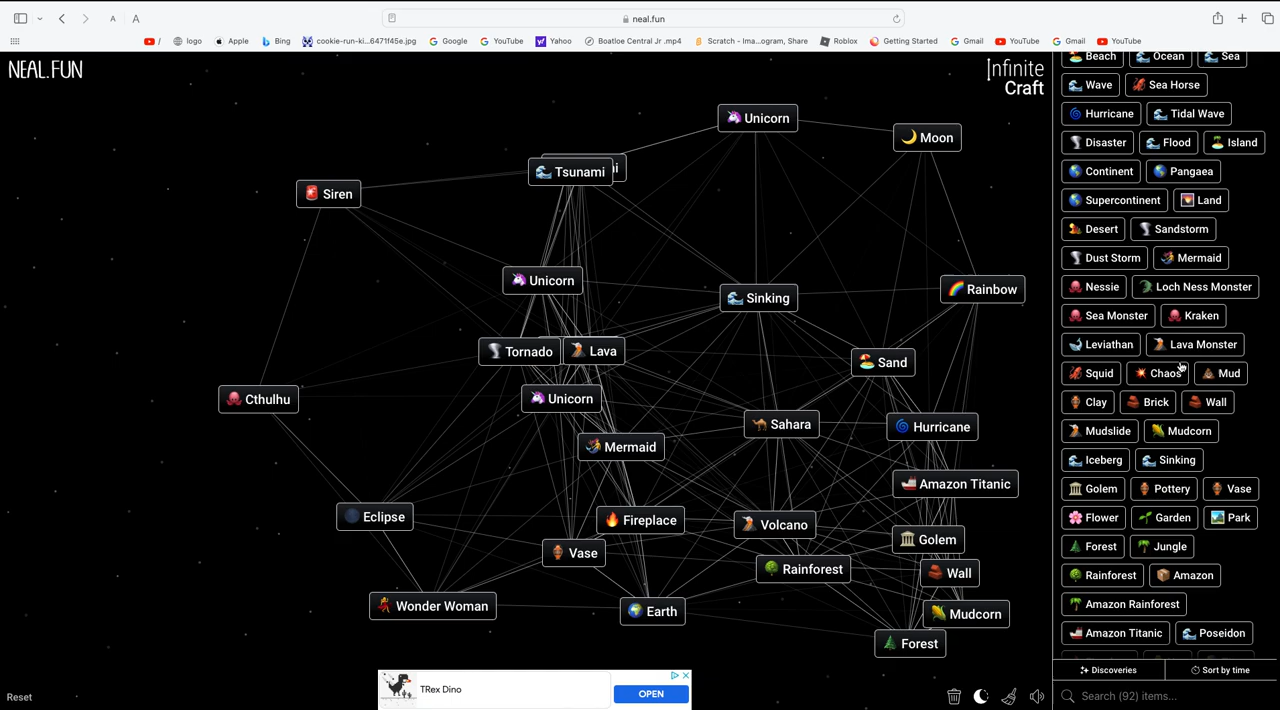 neal.fun
A A
/ logo Apple Bing cookie-run-ki...6471f45e.jpg Google YouTube Yahoo Boatloe Central Jr .mp4 Scratch - Ima...ogram, Share Roblox Getting Started Gmail YouTube Gmail YouTube
NEAL.FUN
Infinite
Craft
Unicorn
Moon
Tsunami
Siren
Unicorn
Sinking
Rainbow
Tornado
Lava
Sand
Cthulhu
Unicorn
Sahara
Hurricane
Mermaid
Amazon Titanic
Eclipse
Fireplace
Volcano
Golem
Vase
Rainforest
Wall
Wonder Woman
Earth
Mudcorn
Forest
Beach Ocean Sea
Wave Sea Horse
Hurricane Tidal Wave
Disaster Flood Island
Continent Pangaea
Supercontinent Land
Desert Sandstorm
Dust Storm Mermaid
Nessie Loch Ness Monster
Sea Monster Kraken
Leviathan Lava Monster
Squid Chaos Mud
Clay Brick Wall
Mudslide Mudcorn
Iceberg Sinking
Golem Pottery Vase
Flower Garden Park
Forest Jungle
Rainforest Amazon
Amazon Rainforest
Amazon Titanic Poseidon
Discoveries Sort by time
Search (92) items...
TRex Dino
OPEN
Reset